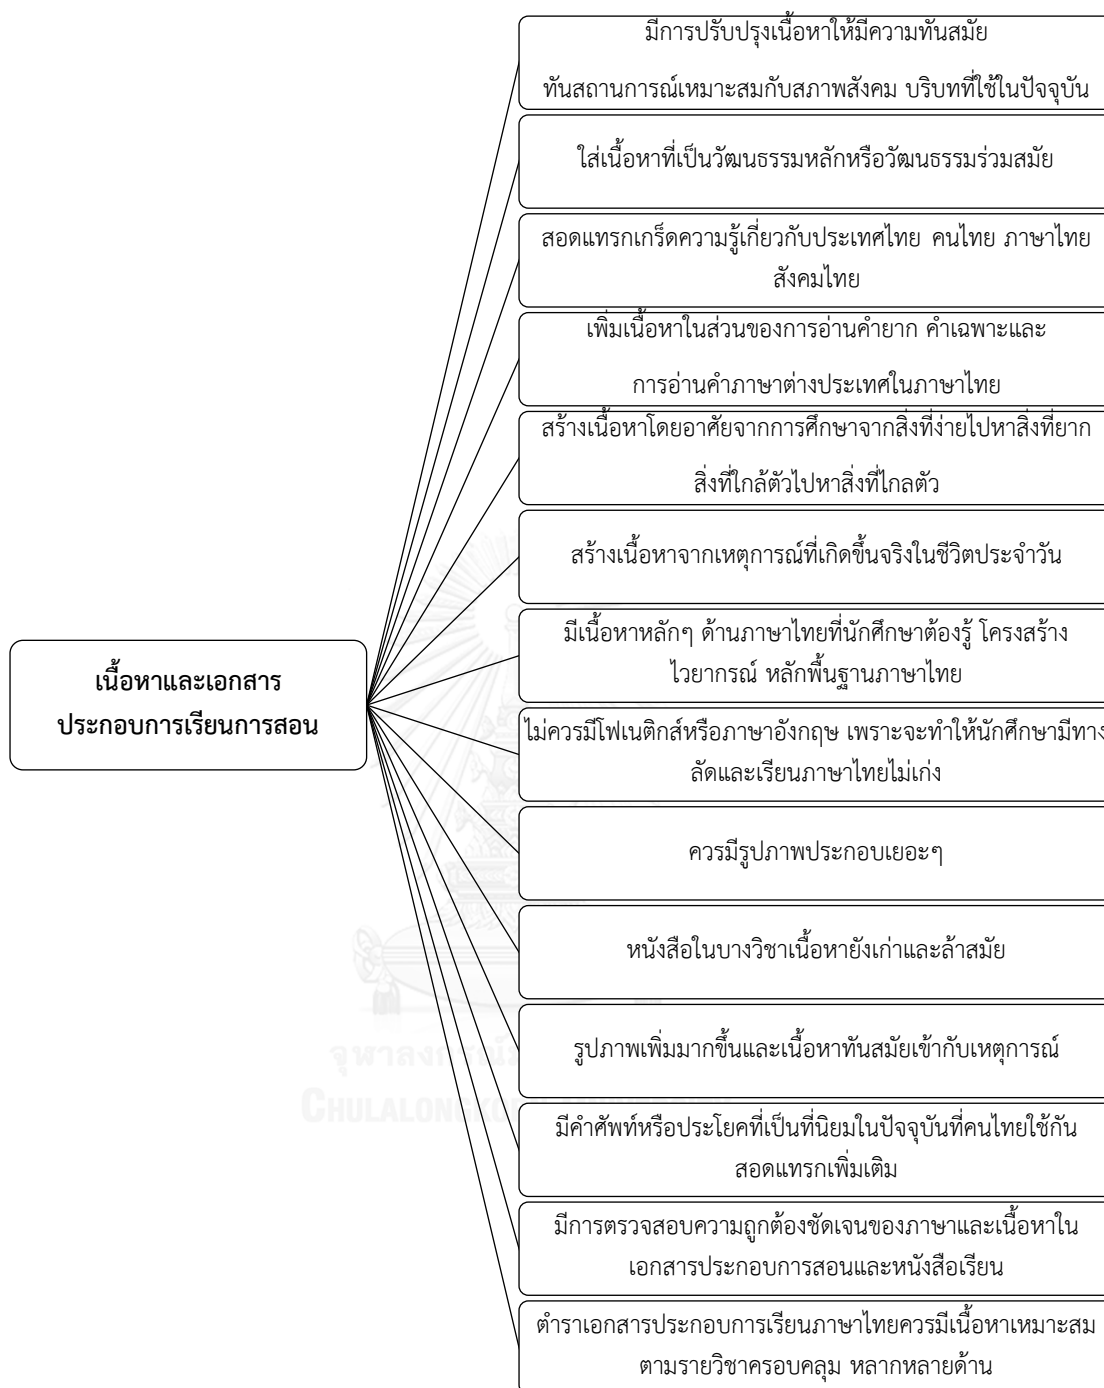 มีการปรับปรุงเนื้อหาให้มีความทันสมัย
ทันสถานการณ์เหมาะสมกับสภาพสังคม บริบทที่ใช้ในปัจจุบัน
ใส่เนื้อหาที่เป็นวัฒนธรรมหลักหรือวัฒนธรรมร่วมสมัย
สอดแทรกเกร็ดความรู้เกี่ยวกับประเทศไทย คนไทย ภาษาไทย
สังคมไทย
เพิ่มเนื้อหาในส่วนของการอ่านคำยาก คำเฉพาะและ
การอ่านคำภาษาต่างประเทศในภาษาไทย
สร้างเนื้อหาโดยอาศัยจากการศึกษาจากสิ่งที่ง่ายไปหาสิ่งที่ยาก
สิ่งที่ใกล้ตัวไปหาสิ่งที่ไกลตัว
สร้างเนื้อหาจากเหตุการณ์ที่เกิดขึ้นจริงในชีวิตประจำวัน
เนื้อหาและเอกสาร
ประกอบการเรียนการสอน
มีเนื้อหาหลักๆ ด้านภาษาไทยที่นักศึกษาต้องรู้ โครงสร้าง
ไวยากรณ์ หลักพื้นฐานภาษาไทย
ไม่ควรมีโฟเนติกส์หรือภาษาอังกฤษ เพราะจะทำให้นักศึกษามีทาง
ลัดและเรียนภาษาไทยไม่เก่ง
ควรมีรูปภาพประกอบเยอะๆ
หนังสือในบางวิชาเนื้อหายังเก่าและล้าสมัย
รูปภาพเพิ่มมากขึ้นและเนื้อหาทันสมัยเข้ากับเหตุการณ์
มีคำศัพท์หรือประโยคที่เป็นที่นิยมในปัจจุบันที่คนไทยใช้กัน
สอดแทรกเพิ่มเติม
มีการตรวจสอบความถูกต้องชัดเจนของภาษาและเนื้อหาใน
เอกสารประกอบการสอนและหนังสือเรียน
ตำราเอกสารประกอบการเรียนภาษาไทยควรมีเนื้อหาเหมาะสม
ตามรายวิชาครอบคลุม หลากหลายด้าน